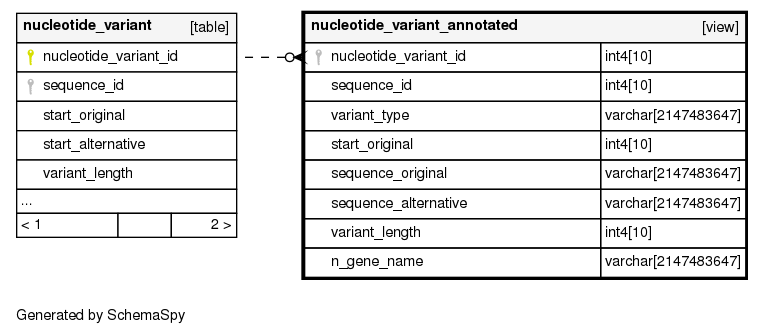 nucleotide_variant [table]
nucleotide_variant_id
sequence_id
start_original
start_alternative
variant_length
...
< 1 2 >
nucleotide_variant_annotated [view]
nucleotide_variant_id int4[10]
sequence_id int4[10]
variant_type varchar[2147483647]
start_original int4[10]
sequence_original varchar[2147483647]
sequence_alternative varchar[2147483647]
variant_length int4[10]
n_gene_name varchar[2147483647]
Generated by SchemaSpy